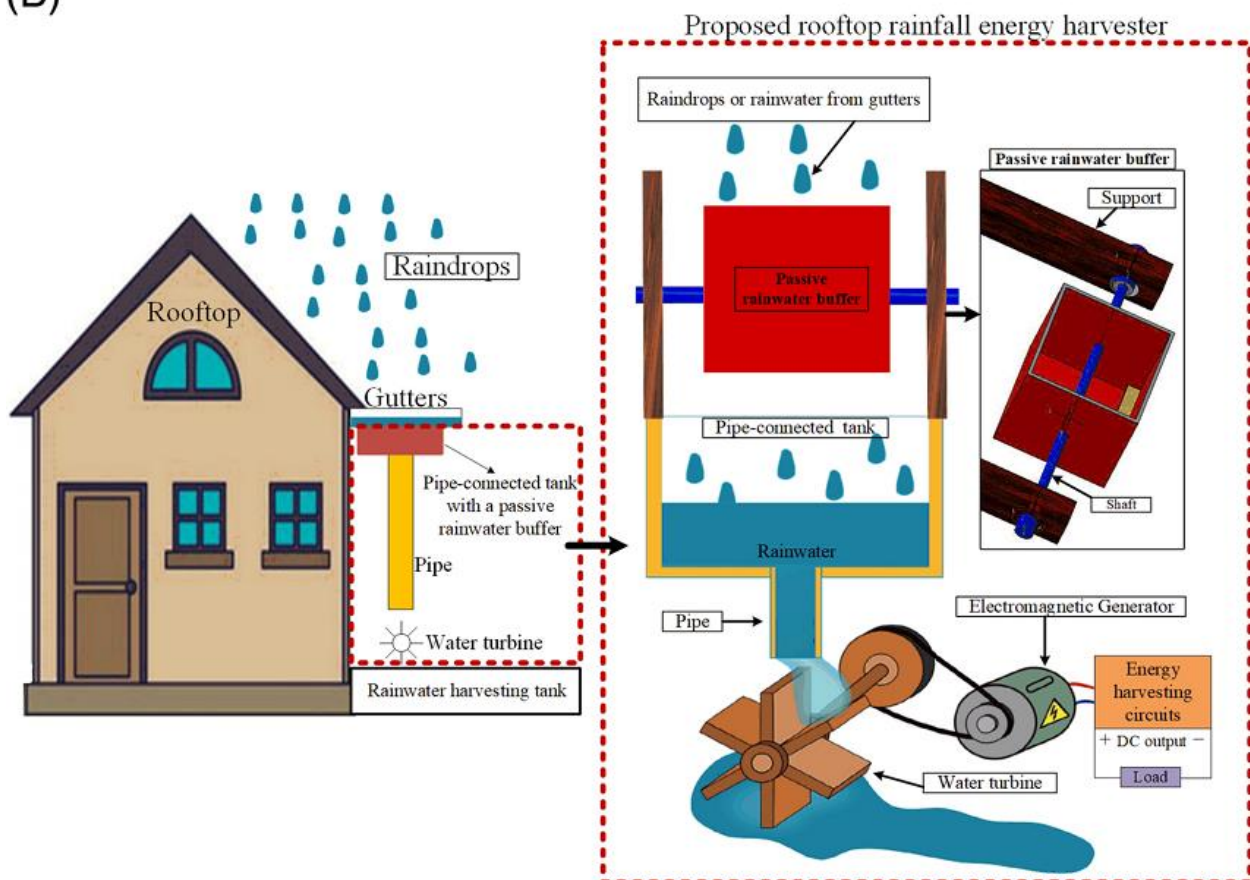 (B)
Proposed rooftop rainfall energy harvester
Raindrops
Rooftop
Gutters
Pipe-connected tank
with a passive
rainwater buffer
Pipe
Water turbine
Rainwater harvesting tank
Raindrops or rainwater from gutters
Passive
rainwater buffer
Passive rainwater buffer
Support
Shaft
Pipe-connected tank
Rainwater
Pipe
Electromagnetic Generator
Energy
harvesting
circuits
+ DC output −
Load
Water turbine